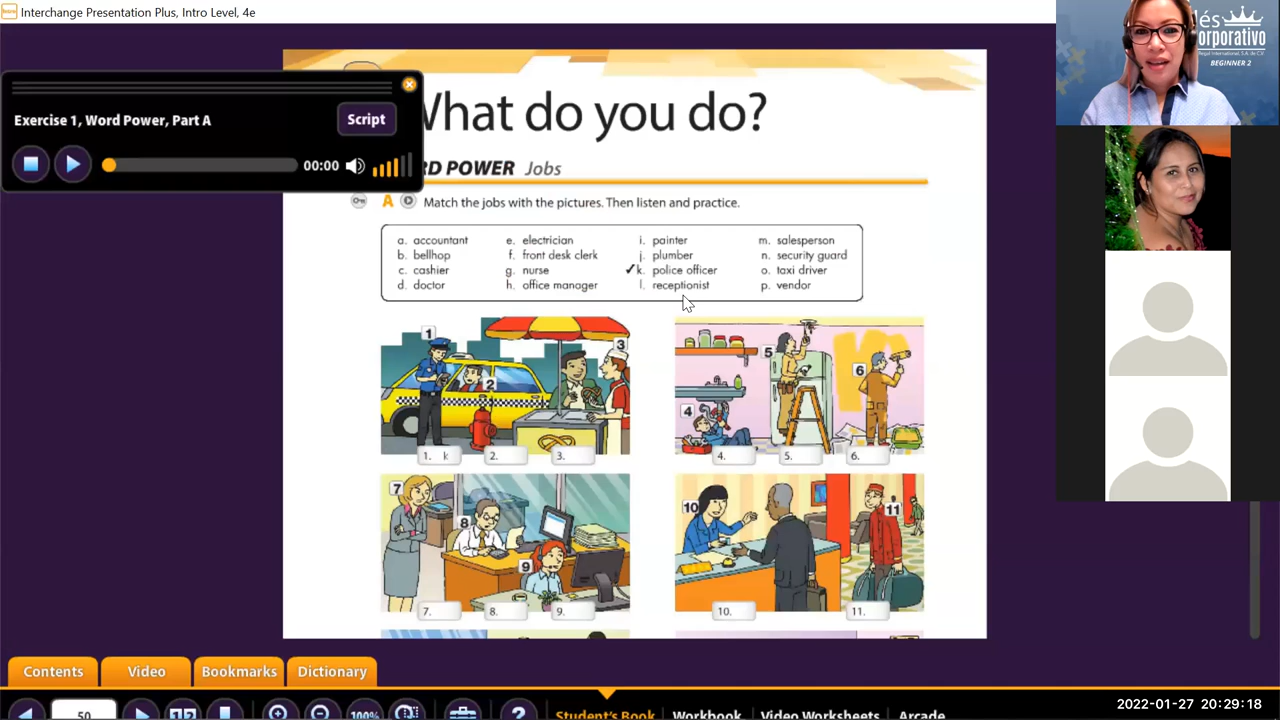 Interchange Presentation Plus, Intro Level, 4e
és
orporativo
Regal International, S.A. de C.V.
BEGINNER 2
Exercise 1, Word Power, Part A
Script
00:00
What do you do?
RD POWER Jobs
A Match the jobs with the pictures. Then listen and practice.
a. accountant e. electrician i. painter m. salesperson
b. bellhop f. front desk clerk j. plumber n. security guard
c. cashier g. nurse ✓k. police officer o. taxi driver
d. doctor h. office manager l. receptionist p. vendor
1 2 3
4 5 6
1. k 2. 3.
4. 5. 6.
7 8 9
10 11
7. 8. 9.
10. 11.
Contents Video Bookmarks Dictionary
50 100% ?
Student's Book Workbook Video Worksheets Arcade
2022-01-27 20:29:18